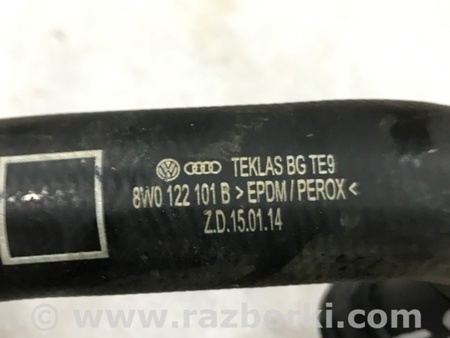 TEKLAS BG TE9
8W0 122 101 B > EPDM / PEROX <
Z.D.15.01.14
© www.razborki.com